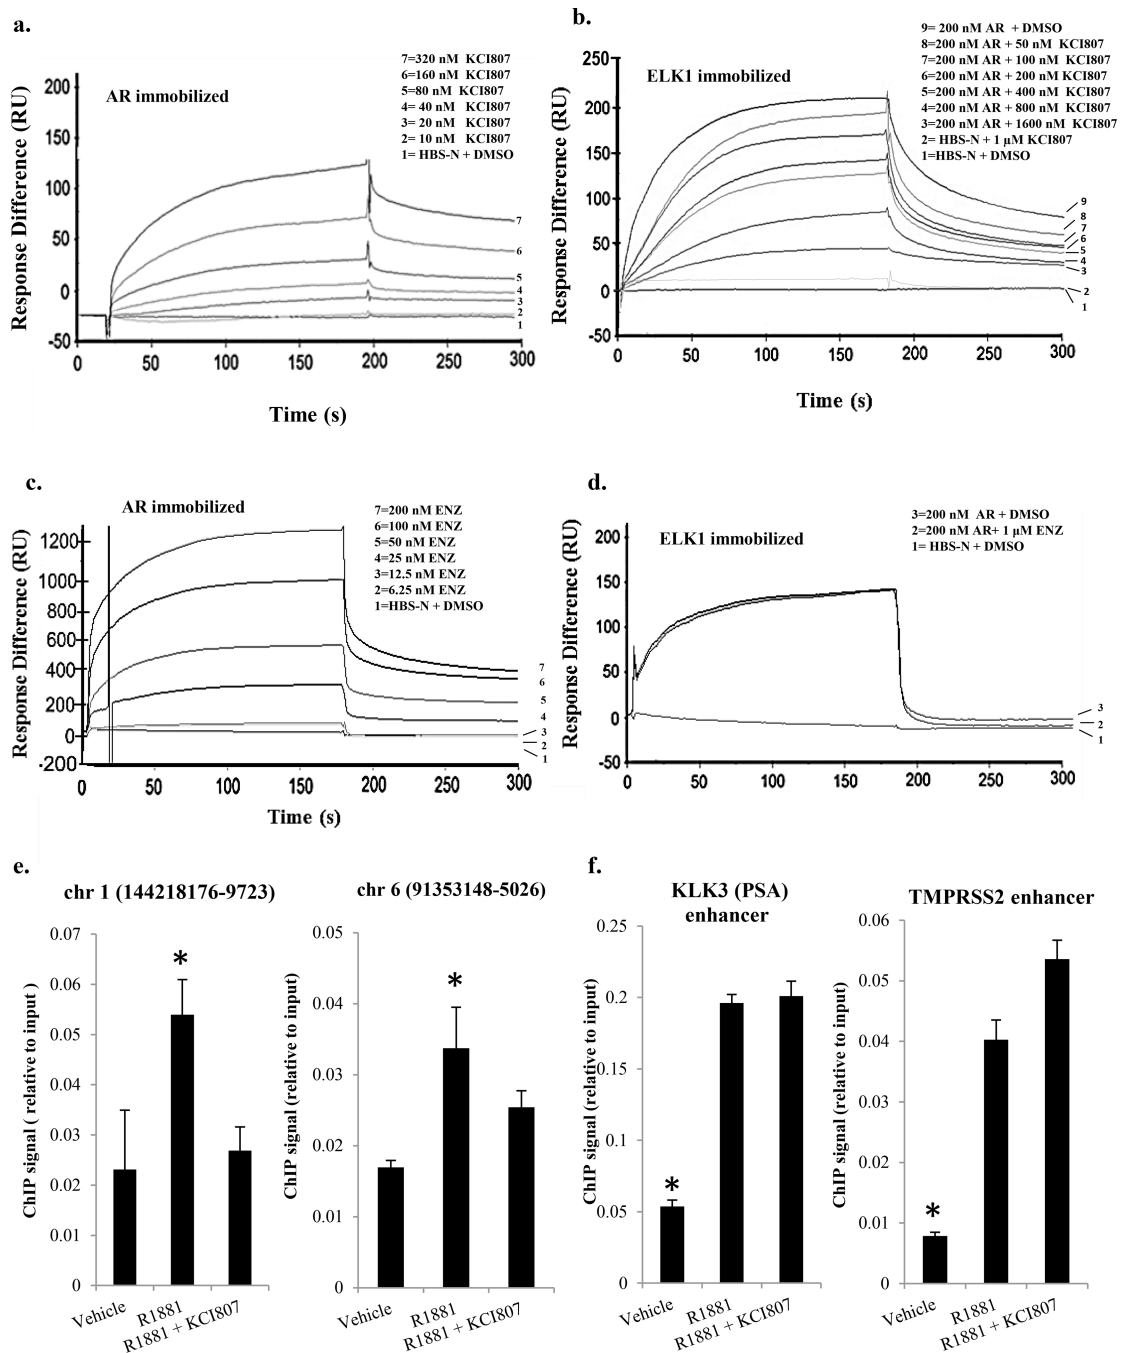 a.
AR immobilized
7=320 nM KCI807
6=160 nM KCI807
5=80 nM KCI807
4= 40 nM KCI807
3= 20 nM KCI807
2= 10 nM KCI807
1= HBS-N + DMSO
Response Difference (RU)
200
150
100
50
0
-50
0 50 100 150 200 250 300
7
6
5
4
3
2
1
Time (s)
b.
ELK1 immobilized
9= 200 nM AR + DMSO
8=200 nM AR + 50 nM KCI807
7=200 nM AR + 100 nM KCI807
6=200 nM AR + 200 nM KCI807
5=200 nM AR + 400 nM KCI807
4=200 nM AR + 800 nM KCI807
3=200 nM AR + 1600 nM KCI807
2= HBS-N + 1 µM KCI807
1=HBS-N + DMSO
Response Difference (RU)
250
200
150
100
50
0
-50
0 50 100 150 200 250 300
9
8
7
6
5
4
3
2
1
Time (s)
c.
AR immobilized
7=200 nM ENZ
6=100 nM ENZ
5=50 nM ENZ
4=25 nM ENZ
3=12.5 nM ENZ
2=6.25 nM ENZ
1=HBS-N + DMSO
Response Difference (RU)
1200
1000
800
600
400
200
0
-200
0 50 100 150 200 250 300
7
6
5
4
3
2
1
Time (s)
d.
ELK1 immobilized
3=200 nM AR + DMSO
2=200 nM AR+ 1 µM ENZ
1= HBS-N + DMSO
Response Difference (RU)
200
150
100
50
0
-50
0 50 100 150 200 250 300
3
2
1
e.
chr 1 (144218176-9723)
ChIP signal ( relative to input )
0.07
0.06
0.05
0.04
0.03
0.02
0.01
0
*
Vehicle
R1881
R1881 + KCI807
chr 6 (91353148-5026)
ChIP signal (relative to input)
0.05
0.04
0.03
0.02
0.01
0
*
Vehicle
R1881
R1881 + KCI807
f.
KLK3 (PSA)
enhancer
ChIP signal (relative to input)
0.25
0.2
0.15
0.1
0.05
0
*
Vehicle
R1881
R1881 + KCI807
TMPRSS2 enhancer
ChIP signal (relative to input)
0.06
0.05
0.04
0.03
0.02
0.01
0
*
Vehicle
R1881
R1881 + KCI807